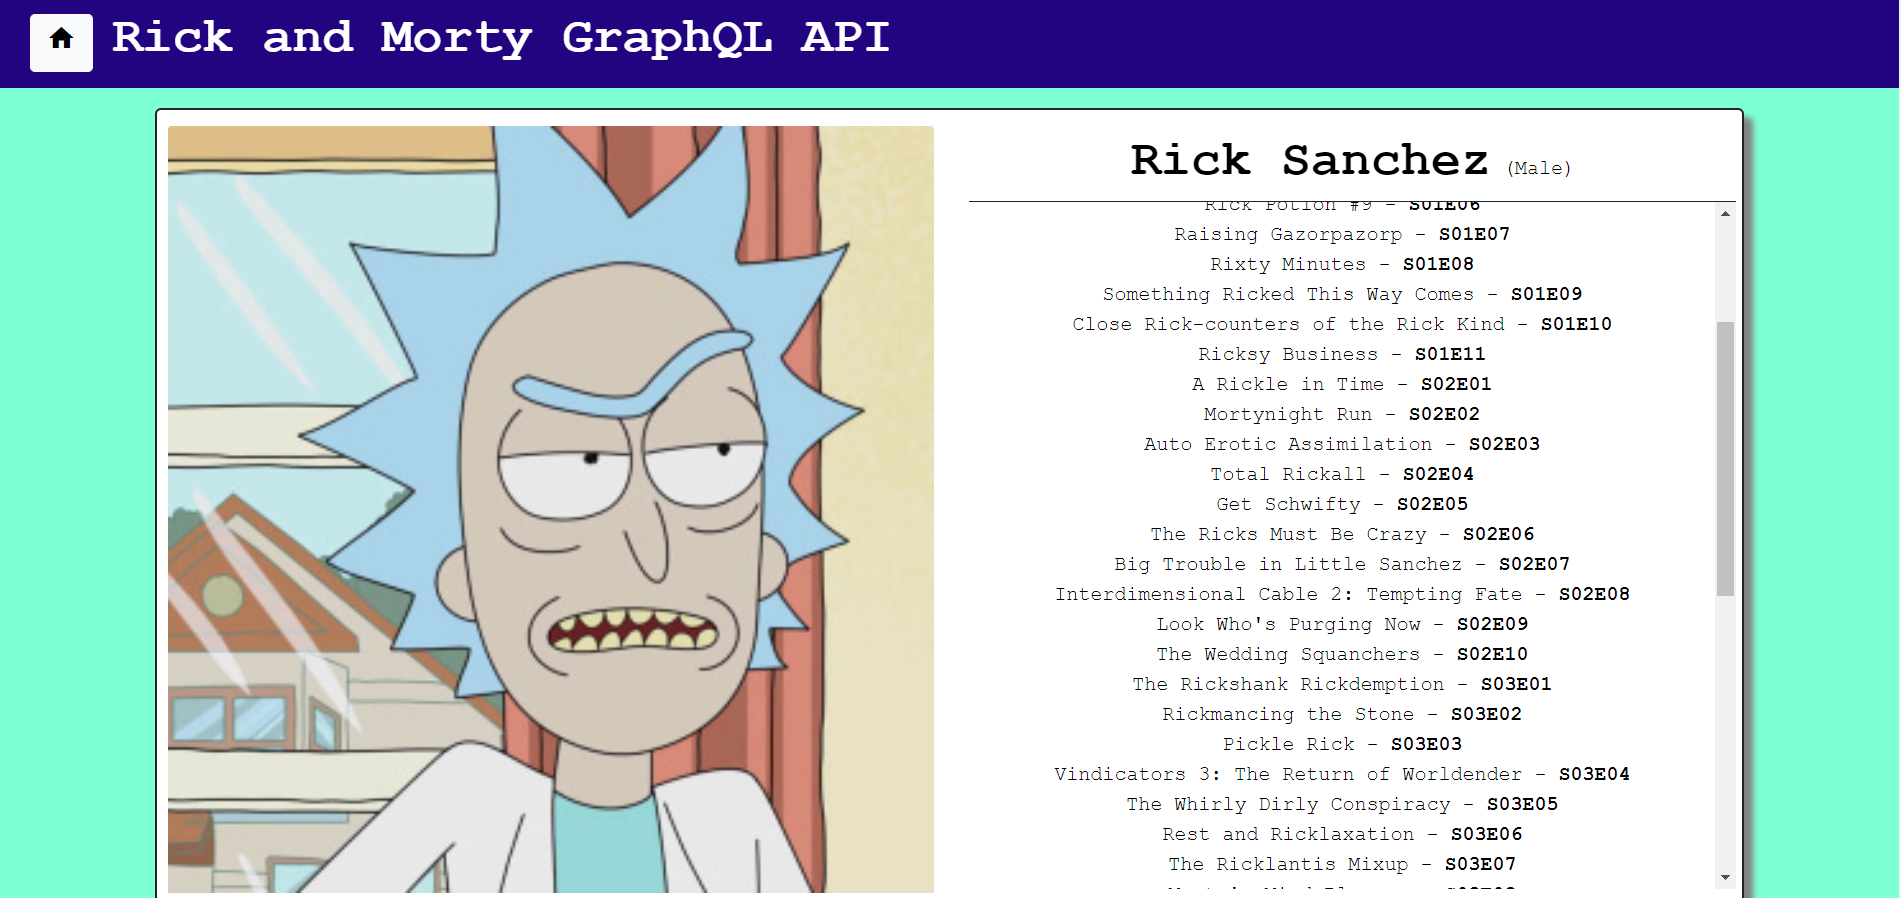 Rick and Morty GraphQL API
Rick Sanchez (Male)
Rick Potion #9 - S01E06
Raising Gazorpazorp - S01E07
Rixty Minutes - S01E08
Something Ricked This Way Comes - S01E09
Close Rick-counters of the Rick Kind - S01E10
Ricksy Business - S01E11
A Rickle in Time - S02E01
Mortynight Run - S02E02
Auto Erotic Assimilation - S02E03
Total Rickall - S02E04
Get Schwifty - S02E05
The Ricks Must Be Crazy - S02E06
Big Trouble in Little Sanchez - S02E07
Interdimensional Cable 2: Tempting Fate - S02E08
Look Who's Purging Now - S02E09
The Wedding Squanchers - S02E10
The Rickshank Rickdemption - S03E01
Rickmancing the Stone - S03E02
Pickle Rick - S03E03
Vindicators 3: The Return of Worldender - S03E04
The Whirly Dirly Conspiracy - S03E05
Rest and Ricklaxation - S03E06
The Ricklantis Mixup - S03E07